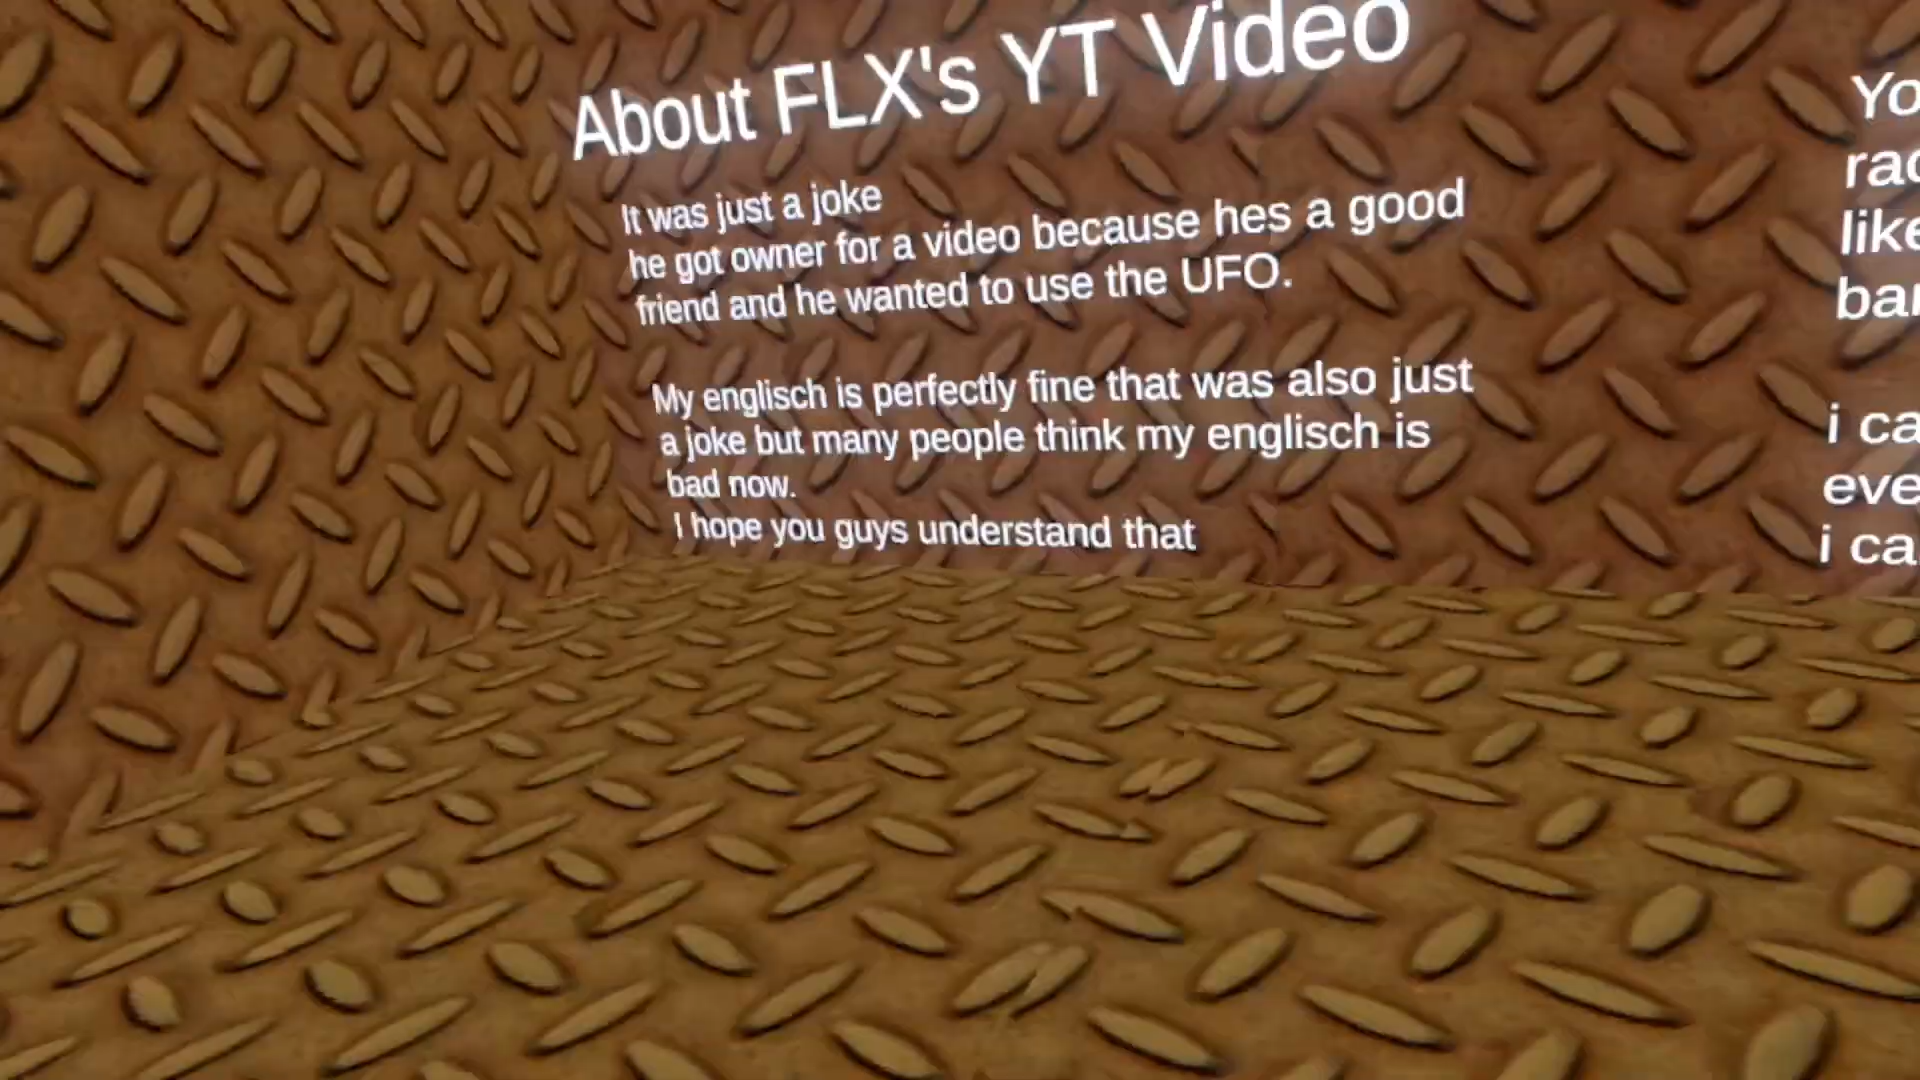 About FLX's YT Video
It was just a joke
he got owner for a video because hes a good
friend and he wanted to use the UFO.
My englisch is perfectly fine that was also just
a joke but many people think my englisch is
bad now.
I hope you guys understand that
like
i
i